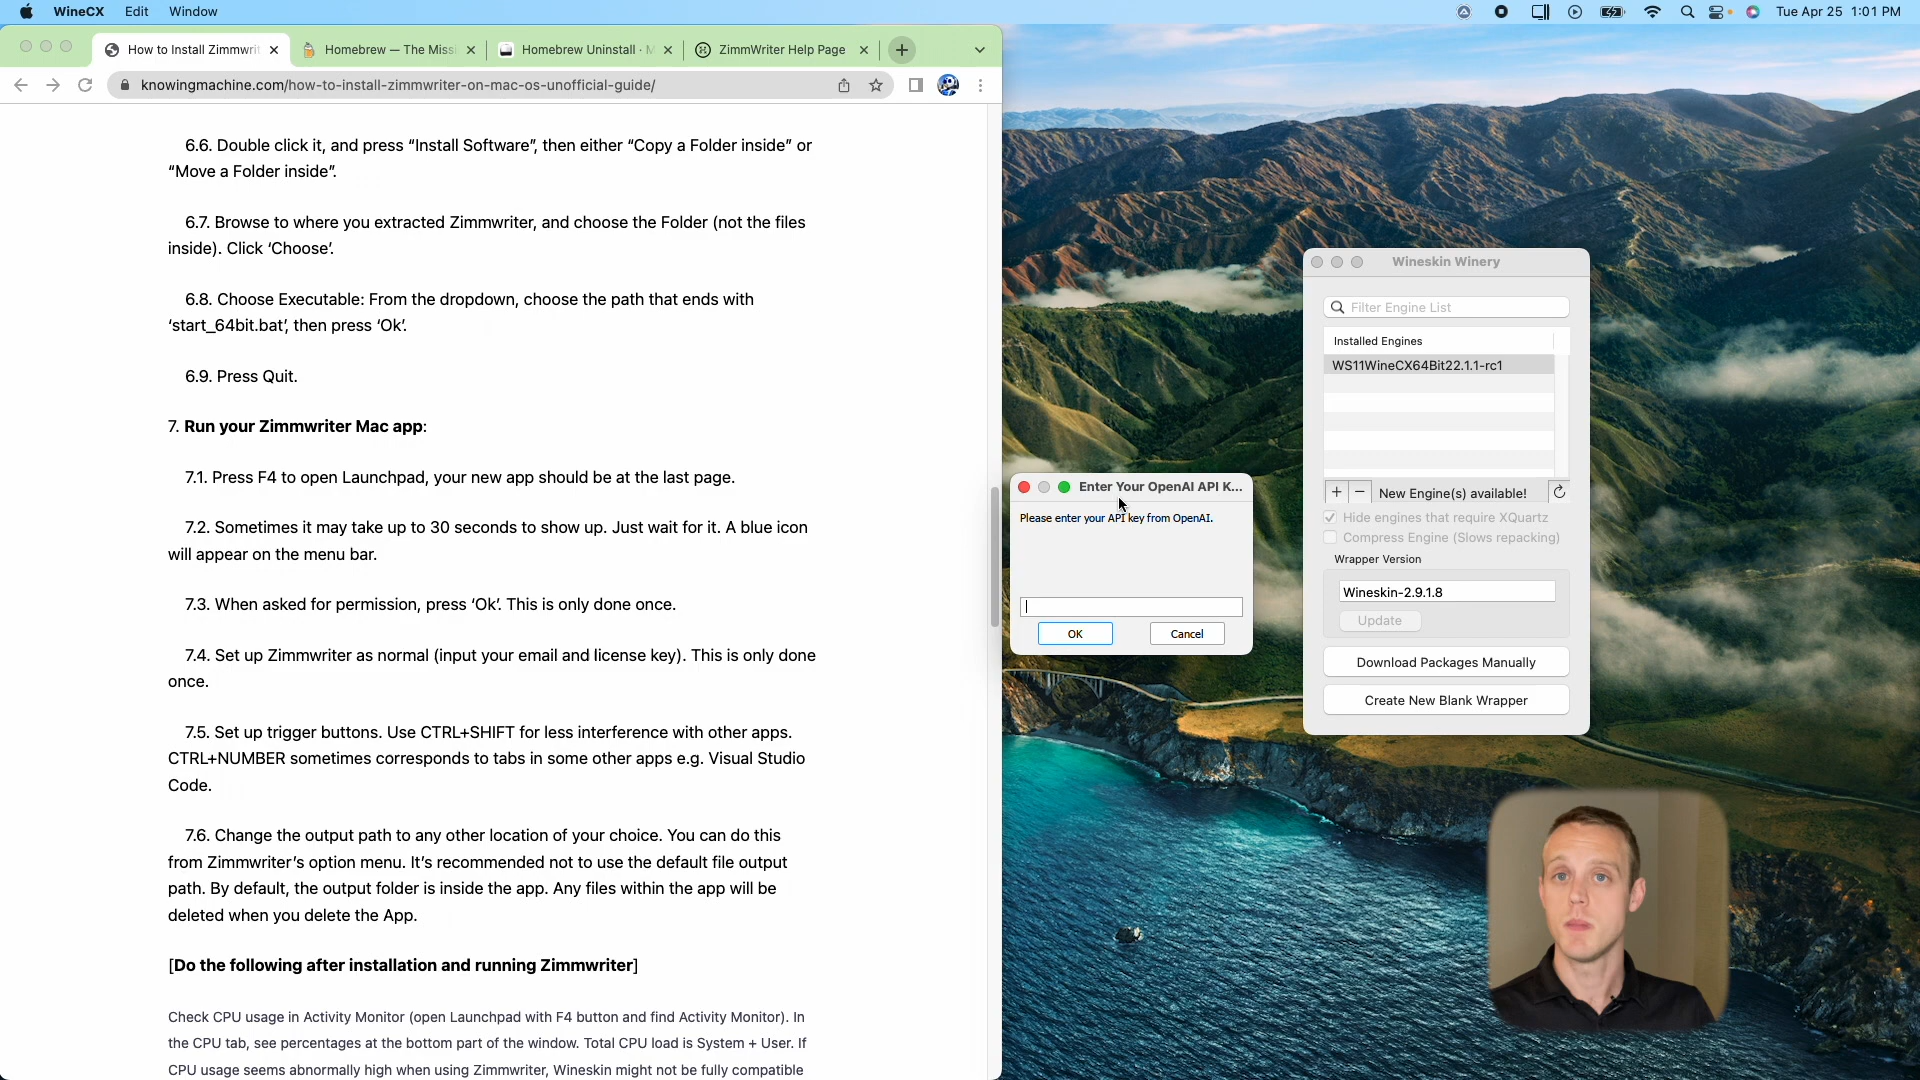 WineCX Edit Window
Tue Apr 25 1:01 PM
How to Install Zimmwrit
Homebrew — The Missi
Homebrew Uninstall · M
ZimmWriter Help Page
knowingmachine.com/how-to-install-zimmwriter-on-mac-os-unofficial-guide/
6.6. Double click it, and press “Install Software”, then either “Copy a Folder inside” or
“Move a Folder inside”.
6.7. Browse to where you extracted Zimmwriter, and choose the Folder (not the files
inside). Click ‘Choose’.
6.8. Choose Executable: From the dropdown, choose the path that ends with
‘start_64bit.bat’, then press ‘Ok’.
6.9. Press Quit.
7. Run your Zimmwriter Mac app:
7.1. Press F4 to open Launchpad, your new app should be at the last page.
7.2. Sometimes it may take up to 30 seconds to show up. Just wait for it. A blue icon
will appear on the menu bar.
7.3. When asked for permission, press ‘Ok’. This is only done once.
7.4. Set up Zimmwriter as normal (input your email and license key). This is only done
once.
7.5. Set up trigger buttons. Use CTRL+SHIFT for less interference with other apps.
CTRL+NUMBER sometimes corresponds to tabs in some other apps e.g. Visual Studio
Code.
7.6. Change the output path to any other location of your choice. You can do this
from Zimmwriter’s option menu. It’s recommended not to use the default file output
path. By default, the output folder is inside the app. Any files within the app will be
deleted when you delete the App.
[Do the following after installation and running Zimmwriter]
Check CPU usage in Activity Monitor (open Launchpad with F4 button and find Activity Monitor). In
the CPU tab, see percentages at the bottom part of the window. Total CPU load is System + User. If
CPU usage seems abnormally high when using Zimmwriter, Wineskin might not be fully compatible
Enter Your OpenAI API K...
Please enter your API key from OpenAI.
OK
Cancel
Wineskin Winery
Filter Engine List
Installed Engines
WS11WineCX64Bit22.1.1-rc1
+ − New Engine(s) available!
Hide engines that require XQuartz
Compress Engine (Slows repacking)
Wrapper Version
Wineskin-2.9.1.8
Update
Download Packages Manually
Create New Blank Wrapper